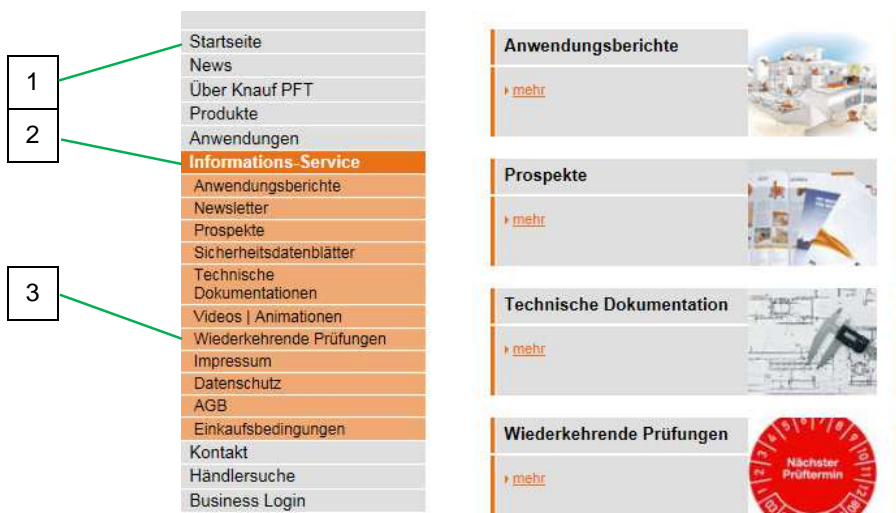 1
2
3
Startseite
News
Über Knauf PFT
Produkte
Anwendungen
Informations-Service
Anwendungsberichte
Newsletter
Prospekte
Sicherheitsdatenblätter
Technische
Dokumentationen
Videos | Animationen
Wiederkehrende Prüfungen
Impressum
Datenschutz
AGB
Einkaufsbedingungen
Kontakt
Händlersuche
Business Login
Anwendungsberichte
mehr
Prospekte
mehr
Technische Dokumentation
mehr
Wiederkehrende Prüfungen
mehr
Nächster
Prüftermin